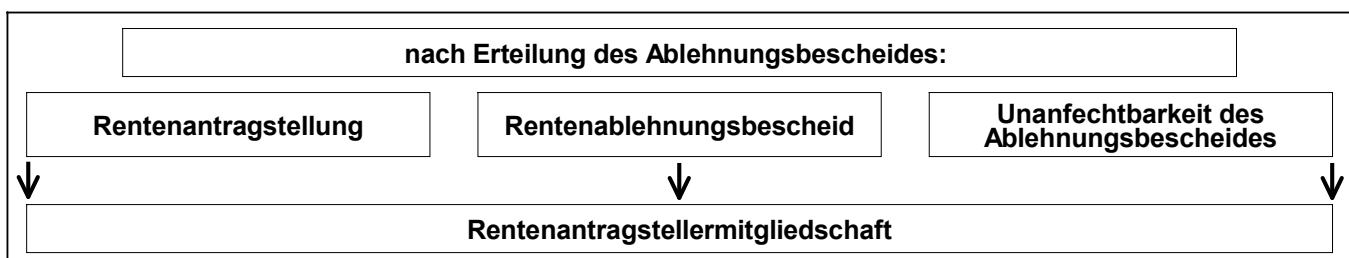 nach Erteilung des Ablehnungsbescheides:
Rentenantragstellung
Rentenablehnungsbescheid
Unanfechtbarkeit des
Ablehnungsbescheides
Rentenantragstellermitgliedschaft